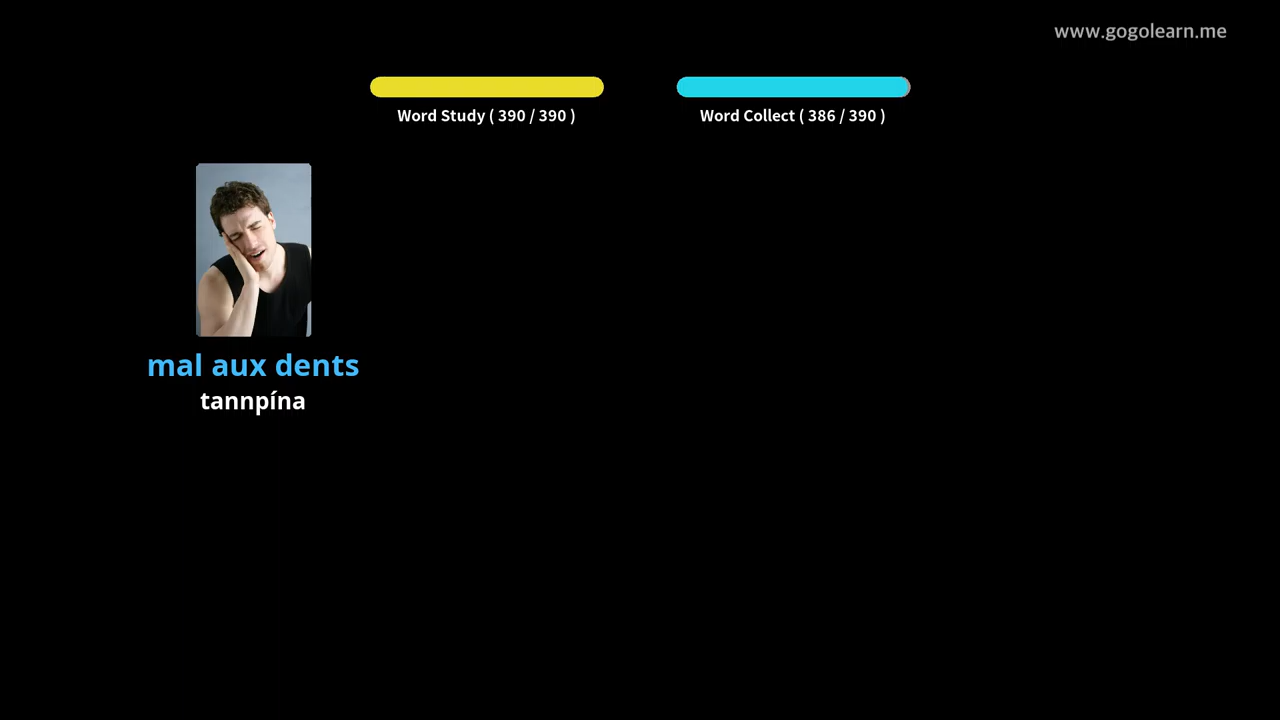 www.gogolearn.me
Word Study ( 390 / 390 )
Word Collect ( 386 / 390 )
mal aux dents
tannpína